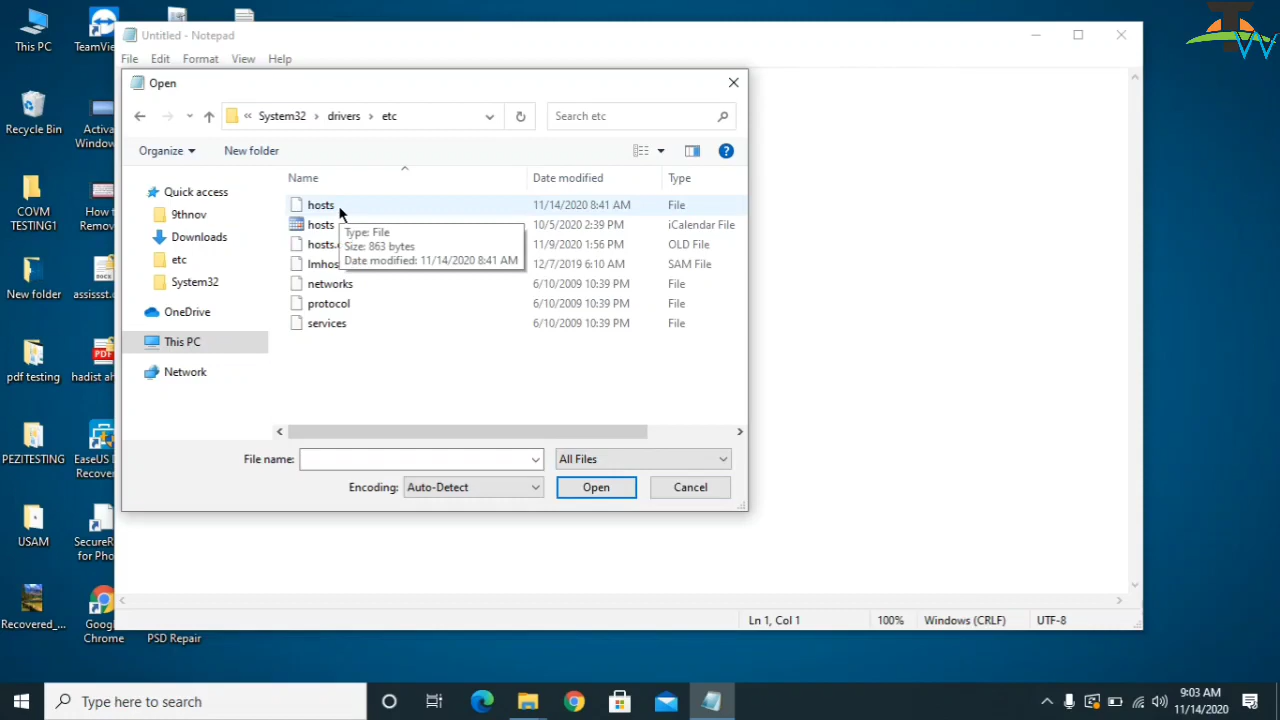 This PC
TeamVie
Recycle Bin
Activa
Window
COVM
TESTING1
How t
Remov
New folder
assissst.c
pdf testing
hadist ah
PEZITESTING
EaseUS D
Recover
USAM
SecureR
for Pho
Recovered_...
Google
Chrome
PSD Repair
Untitled - Notepad
File Edit Format View Help
Open
« System32 › drivers › etc
Search etc
Organize
New folder
Name Date modified Type
Quick access
9thnov
Downloads
etc
System32
OneDrive
This PC
Network
hosts 11/14/2020 8:41 AM File
hosts 10/5/2020 2:39 PM iCalendar File
hosts. 11/9/2020 1:56 PM OLD File
lmhos 12/7/2019 6:10 AM SAM File
networks 6/10/2009 10:39 PM File
protocol 6/10/2009 10:39 PM File
services 6/10/2009 10:39 PM File
Type: File
Size: 863 bytes
Date modified: 11/14/2020 8:41 AM
File name:
All Files
Encoding: Auto-Detect
Open
Cancel
Ln 1, Col 1
100%
Windows (CRLF)
UTF-8
Type here to search
9:03 AM
11/14/2020